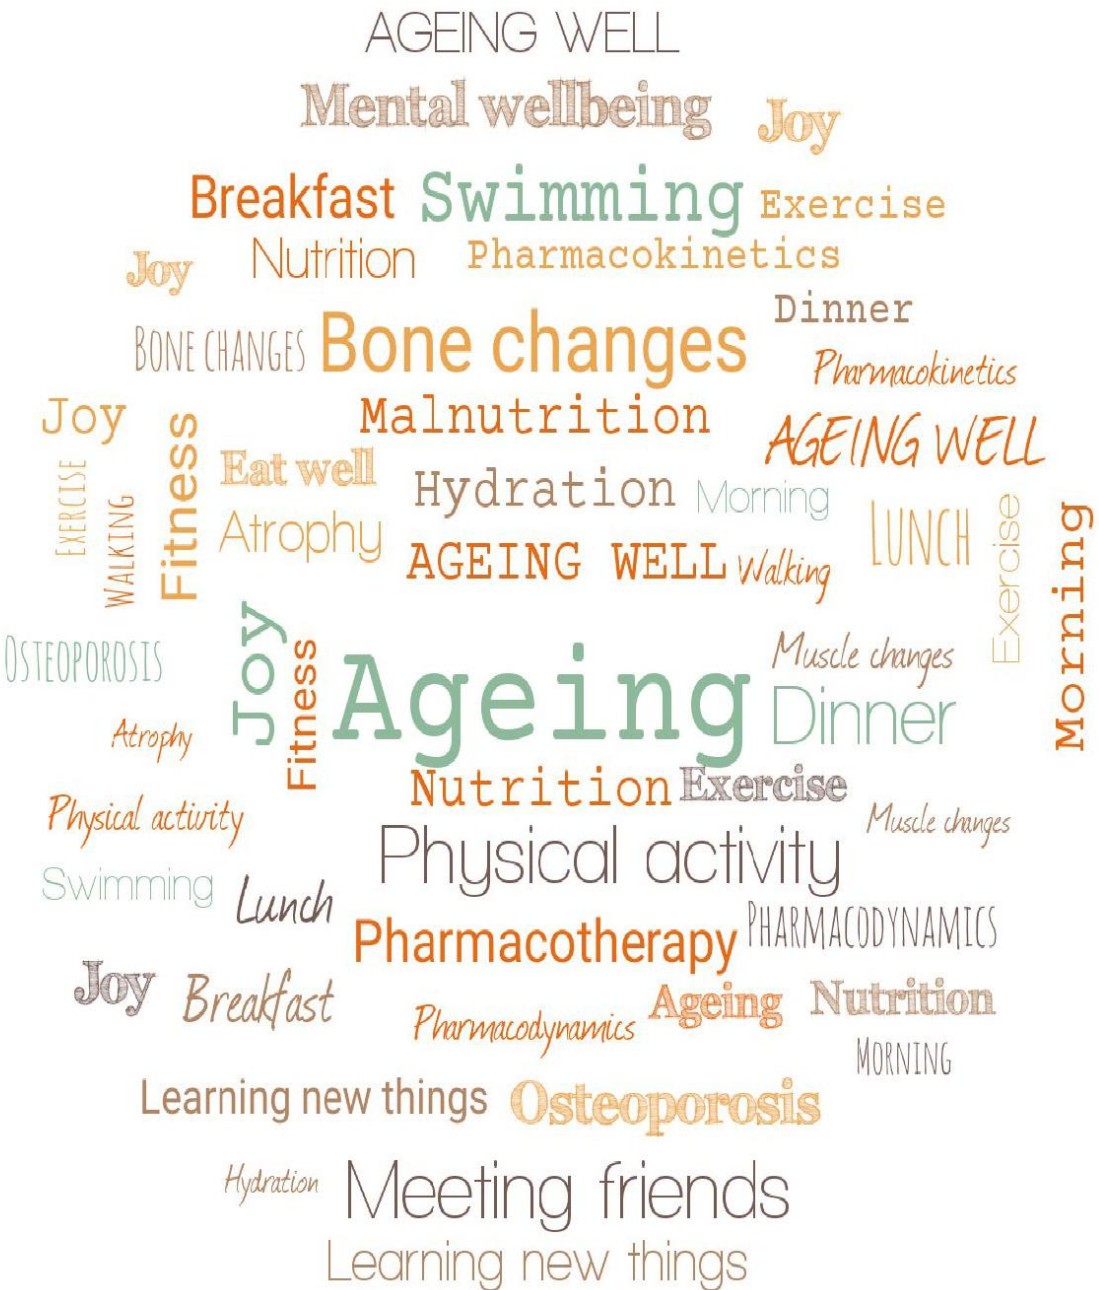 AGEING WELL
Mental wellbeing
Joy
Breakfast
Swimming
Exercise
Joy
Nutrition
Pharmacokinetics
Dinner
BONE CHANGES
Bone changes
Pharmacokinetics
Joy
Fitness
Malnutrition
AGEING WELL
EXERCISE
WALKING
Eat well
Hydration
Morning
LUNCH
Exercise
Morning
Atrophy
AGEING WELL
Walking
OSTEOPOROSIS
Joy
Fitness
Ageing
Muscle changes
Dinner
Atrophy
Nutrition
Exercise
Physical activity
Muscle changes
Physical activity
Swimming
Lunch
Pharmacotherapy
PHARMACODYNAMICS
Joy
Breakfast
Pharmacodynamics
Ageing
Nutrition
MORNING
Learning new things
Osteoporosis
Hydration
Meeting friends
Learning new things